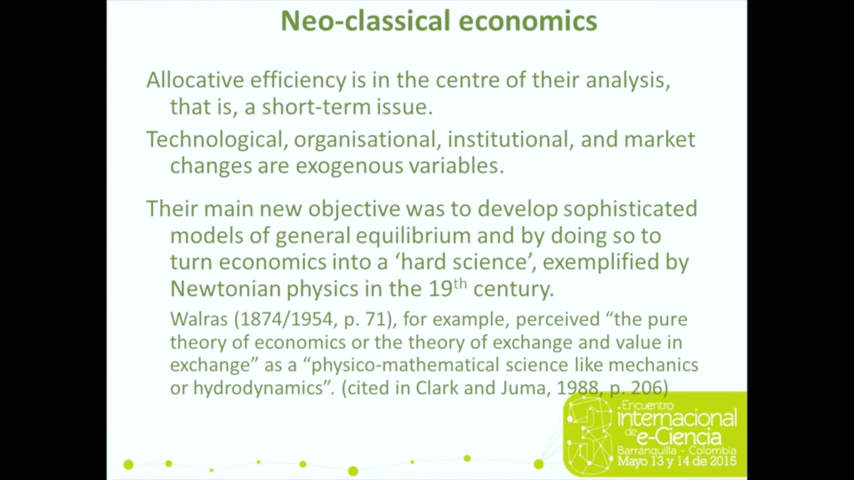 Neo-classical economics
Allocative efficiency is in the centre of their analysis,
that is, a short-term issue.
Technological, organisational, institutional, and market
changes are exogenous variables.
Their main new objective was to develop sophisticated
models of general equilibrium and by doing so to
turn economics into a ‘hard science’, exemplified by
Newtonian physics in the 19th century.
Walras (1874/1954, p. 71), for example, perceived “the pure
theory of economics or the theory of exchange and value in
exchange” as a “physico-mathematical science like mechanics
or hydrodynamics”. (cited in Clark and Juma, 1988, p. 206)
3
Encuentro
internacional
de e-Ciencia
Barranquilla - Colombia
Mayo 13 y 14 de 2015